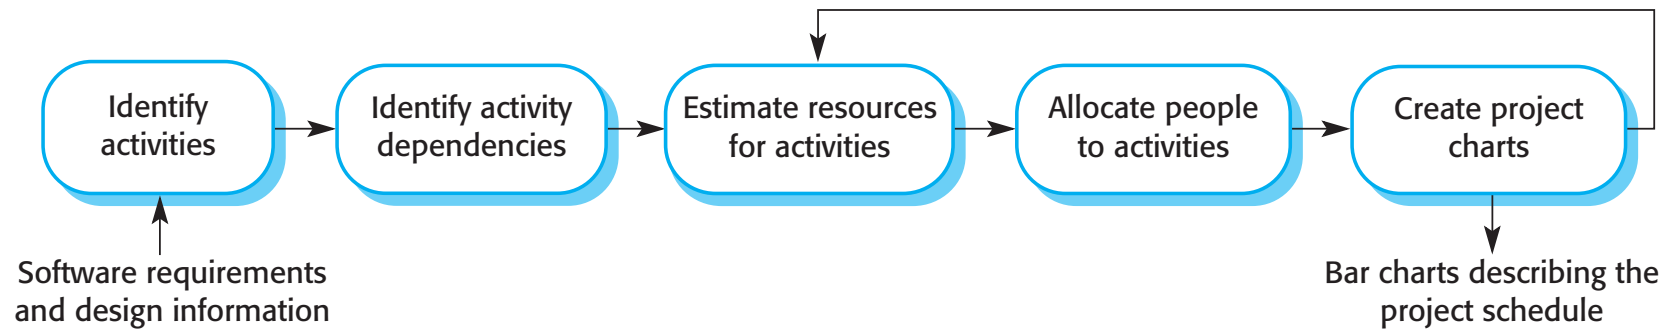 Identify
activities
Identify activity
dependencies
Estimate resources
for activities
Allocate people
to activities
Create project
charts
Software requirements
and design information
Bar charts describing the
project schedule